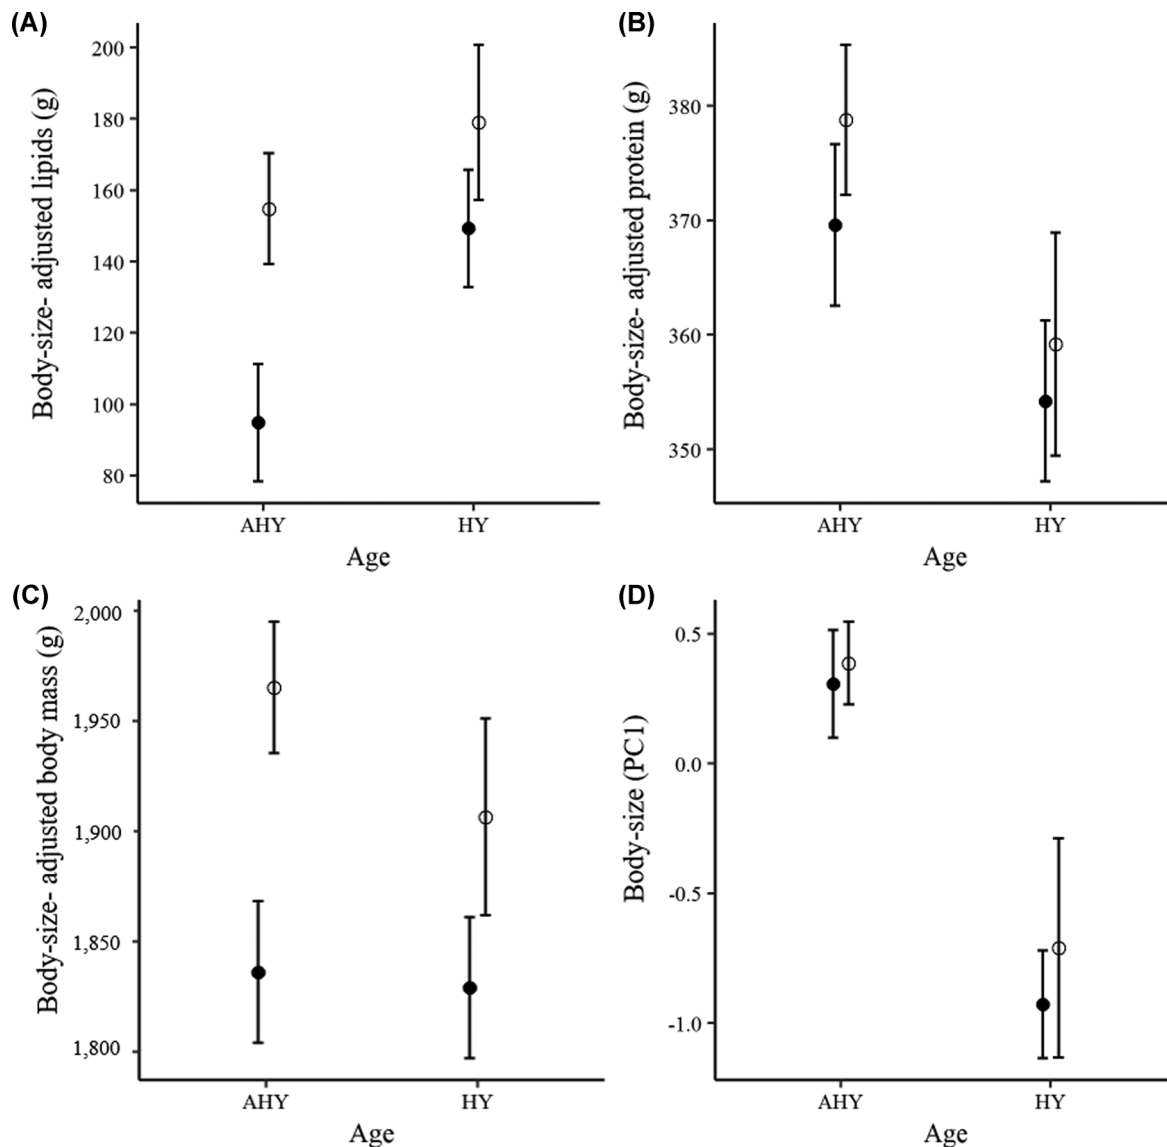 (A)
Body-size- adjusted lipids (g)
200
180
160
140
120
100
80
AHY HY
Age
(B)
Body-size- adjusted protein (g)
380
370
360
350
AHY HY
Age
(C)
Body-size- adjusted body mass (g)
2,000
1,950
1,900
1,850
1,800
AHY HY
Age
(D)
Body-size (PC1)
0.5
0.0
-0.5
-1.0
AHY HY
Age